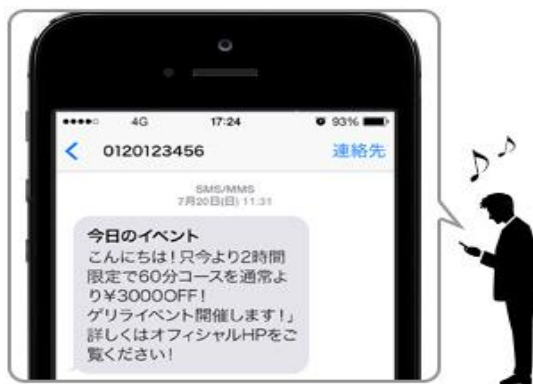 4G 17:24 93%
0120123456 連絡先
SMS/MMS
7月20日(日) 11:31
今日のイベント
こんにちは!只今より2時間
限定で60分コースを通常よ
り¥3000OFF!
ゲリライベント開催します!」
詳しくはオフィシャルHPをご
覧ください!